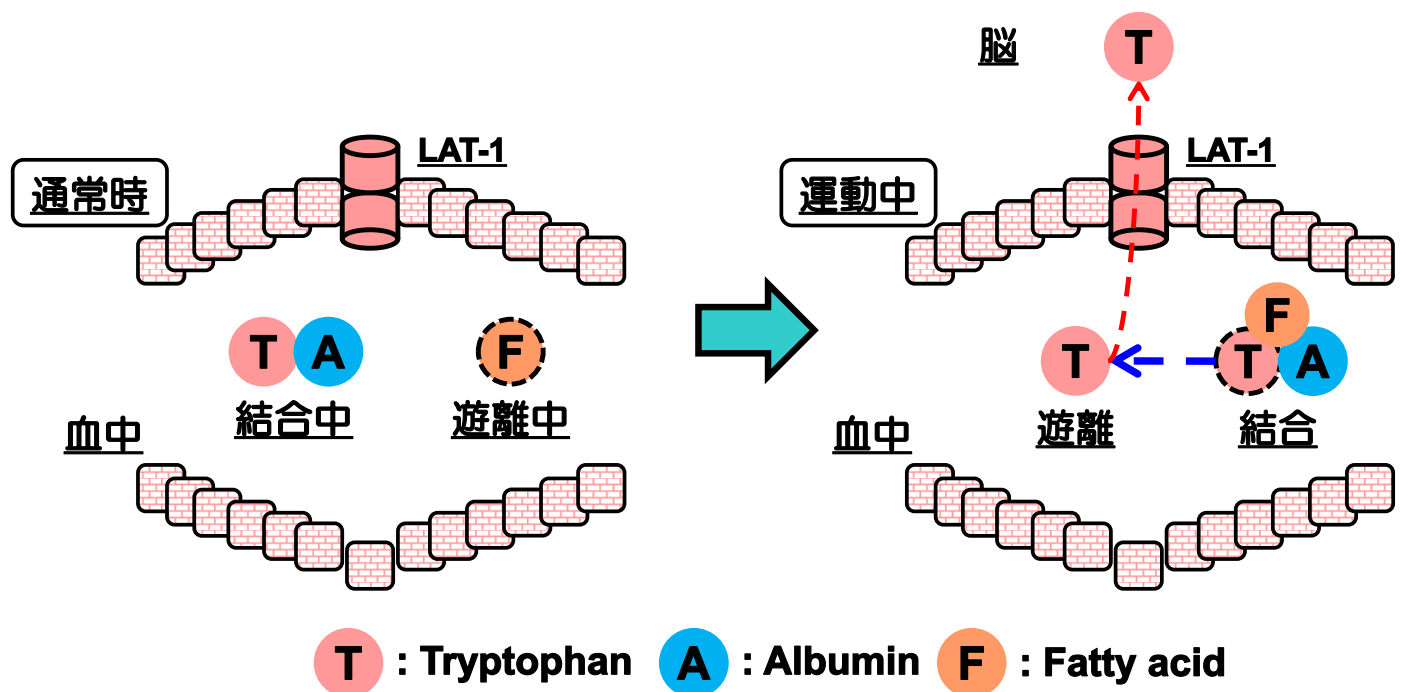 通常時
LAT-1
T
A
F
結合中
遊離中
血中
脳
T
運動中
LAT-1
T
T
F
A
遊離
結合
血中
T : Tryptophan A : Albumin F : Fatty acid